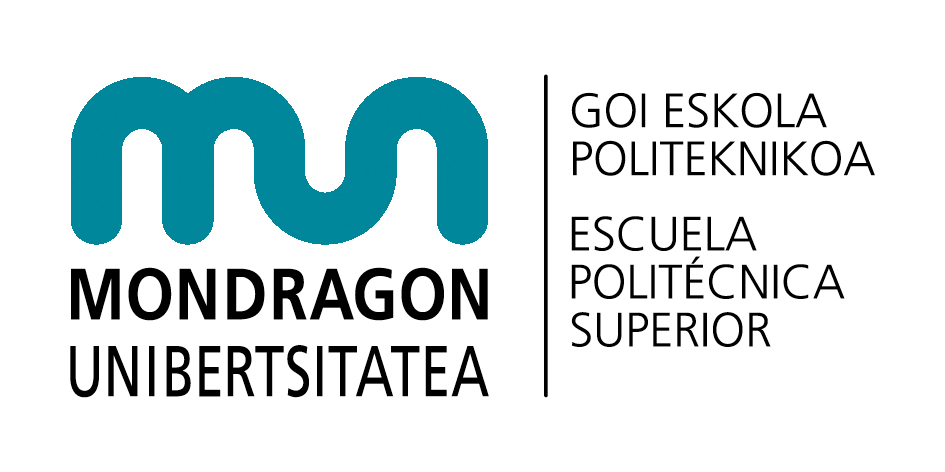 MONDRAGON
UNIBERTSITATEA
GOI ESKOLA
POLITEKNIKOA
ESCUELA
POLITÉCNICA
SUPERIOR